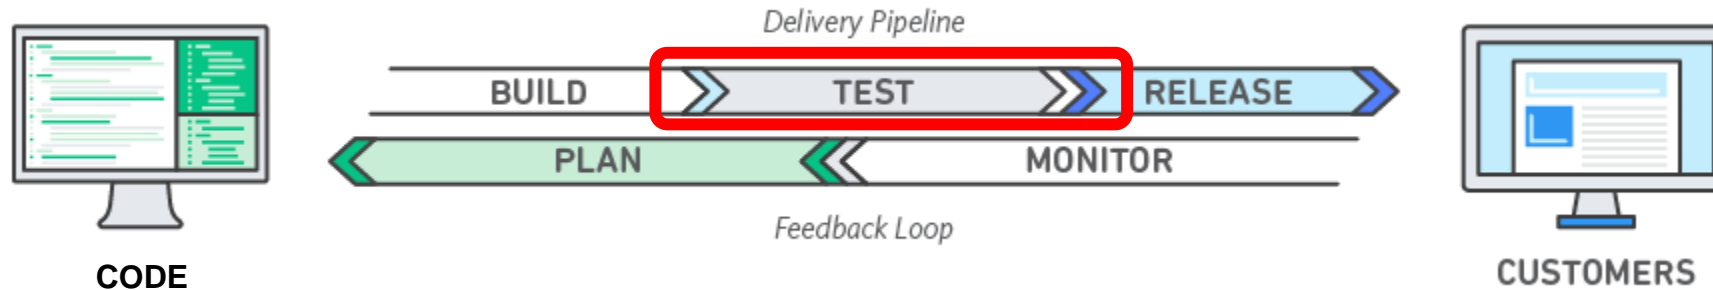 Delivery Pipeline
BUILD TEST RELEASE
PLAN MONITOR
Feedback Loop
CODE
CUSTOMERS